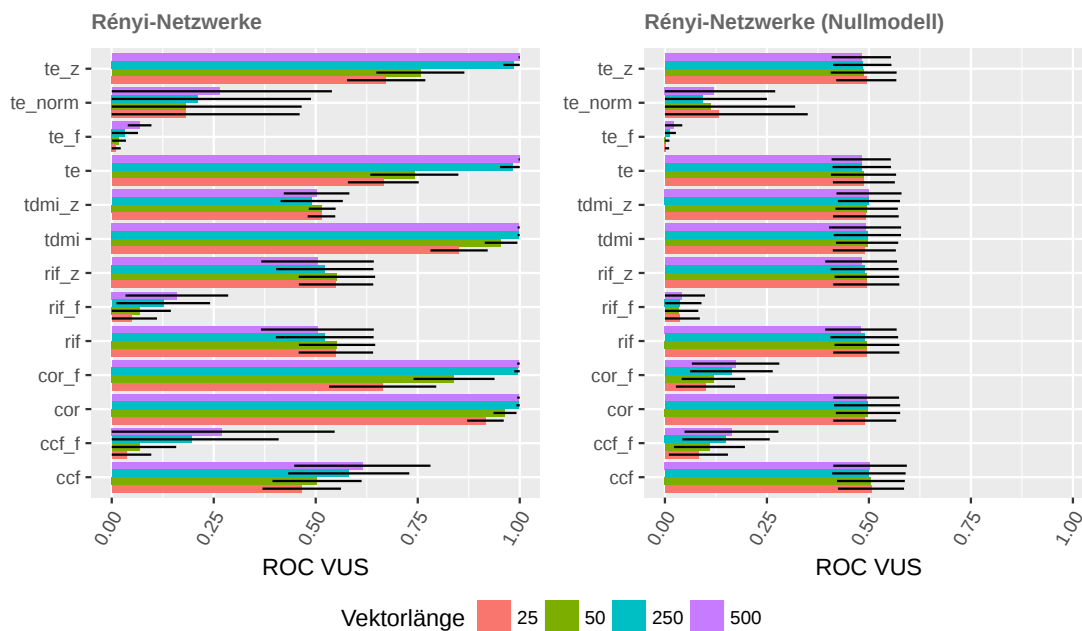 Rényi-Netzwerke
te_z
te_norm
te_f
te
tdmi_z
tdmi
rif_z
rif_f
rif
cor_f
cor
ccf_f
ccf
0.00
0.25
0.50
0.75
1.00
ROC VUS
Rényi-Netzwerke (Nullmodell)
te_z
te_norm
te_f
te
tdmi_z
tdmi
rif_z
rif_f
rif
cor_f
cor
ccf_f
ccf
0.00
0.25
0.50
0.75
1.00
ROC VUS
Vektorlänge 25 50 250 500